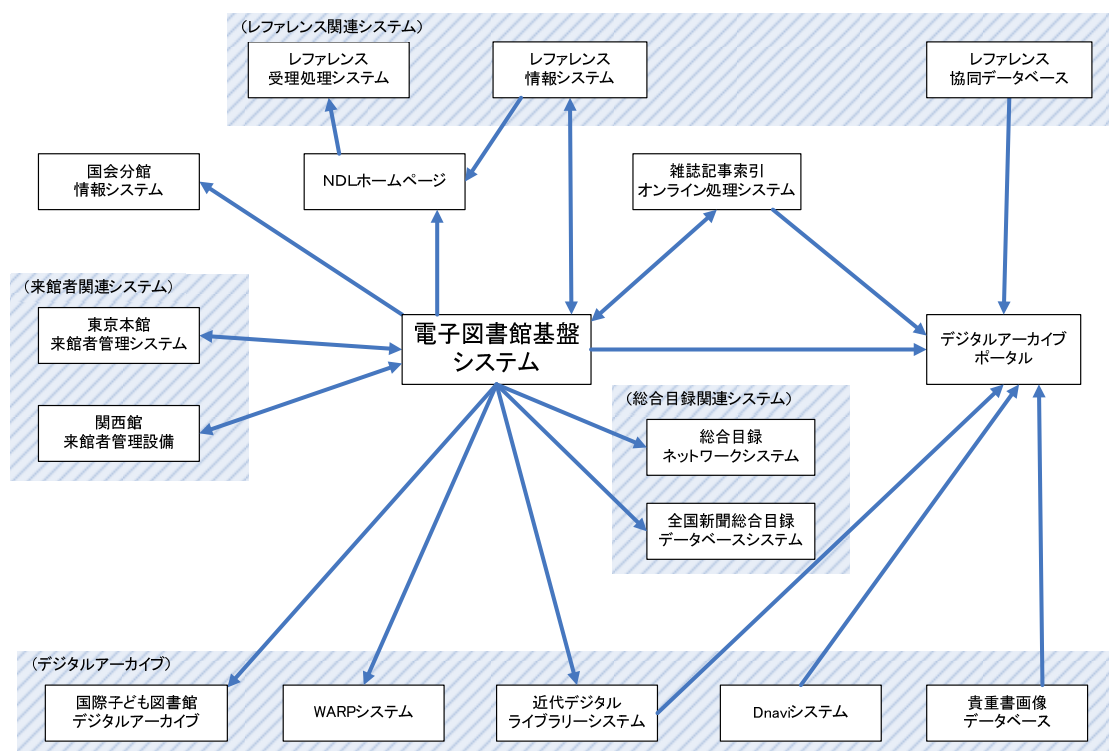 （レファレンス関連システム）
レファレンス
受理処理システム
レファレンス
情報システム
レファレンス
協同データベース
国会分館
情報システム
NDLホームページ
雑誌記事索引
オンライン処理システム
（来館者関連システム）
東京本館
来館者管理システム
関西館
来館者管理設備
電子図書館基盤
システム
デジタルアーカイブ
ポータル
（総合目録関連システム）
総合目録
ネットワークシステム
全国新聞総合目録
データベースシステム
（デジタルアーカイブ）
国際子ども図書館
デジタルアーカイブ
WARPシステム
近代デジタル
ライブラリーシステム
Dnaviシステム
貴重書画像
データベース